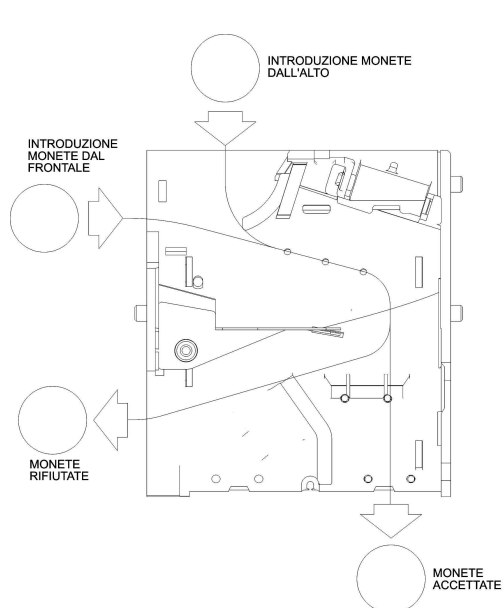 INTRODUZIONE MONETE
DALL'ALTO
INTRODUZIONE
MONETE DAL
FRONTALE
MONETE
RIFIUTATE
MONETE
ACCETTATE